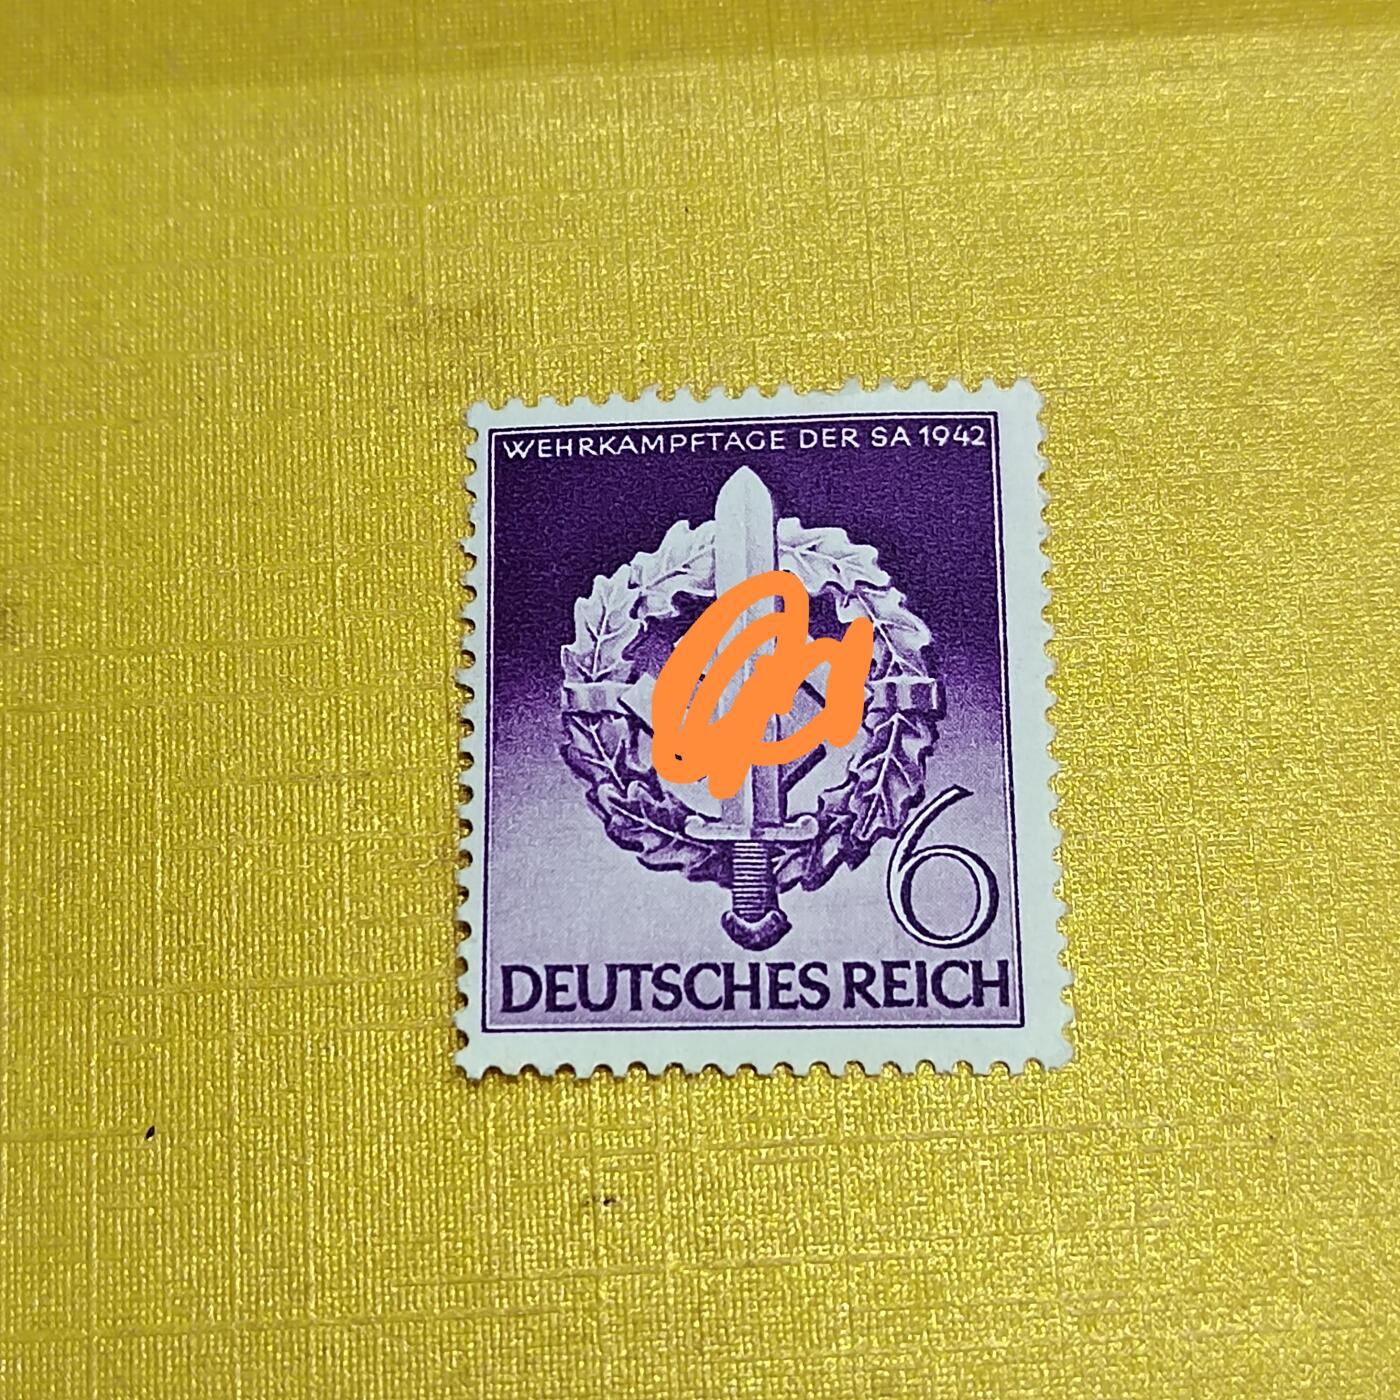 WEHRKAMPFTAGE DER SA 1942
6
DEUTSCHES REICH